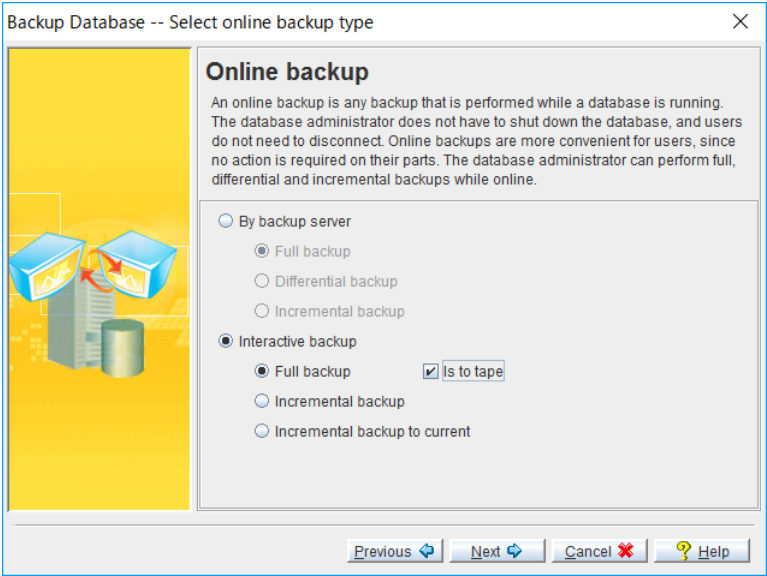 Backup Database -- Select online backup type
Online backup
An online backup is any backup that is performed while a database is running.
The database administrator does not have to shut down the database, and users
do not need to disconnect. Online backups are more convenient for users, since
no action is required on their parts. The database administrator can perform full,
differential and incremental backups while online.
By backup server
Full backup
Differential backup
Incremental backup
Interactive backup
Full backup Is to tape
Incremental backup
Incremental backup to current
Previous Next Cancel Help